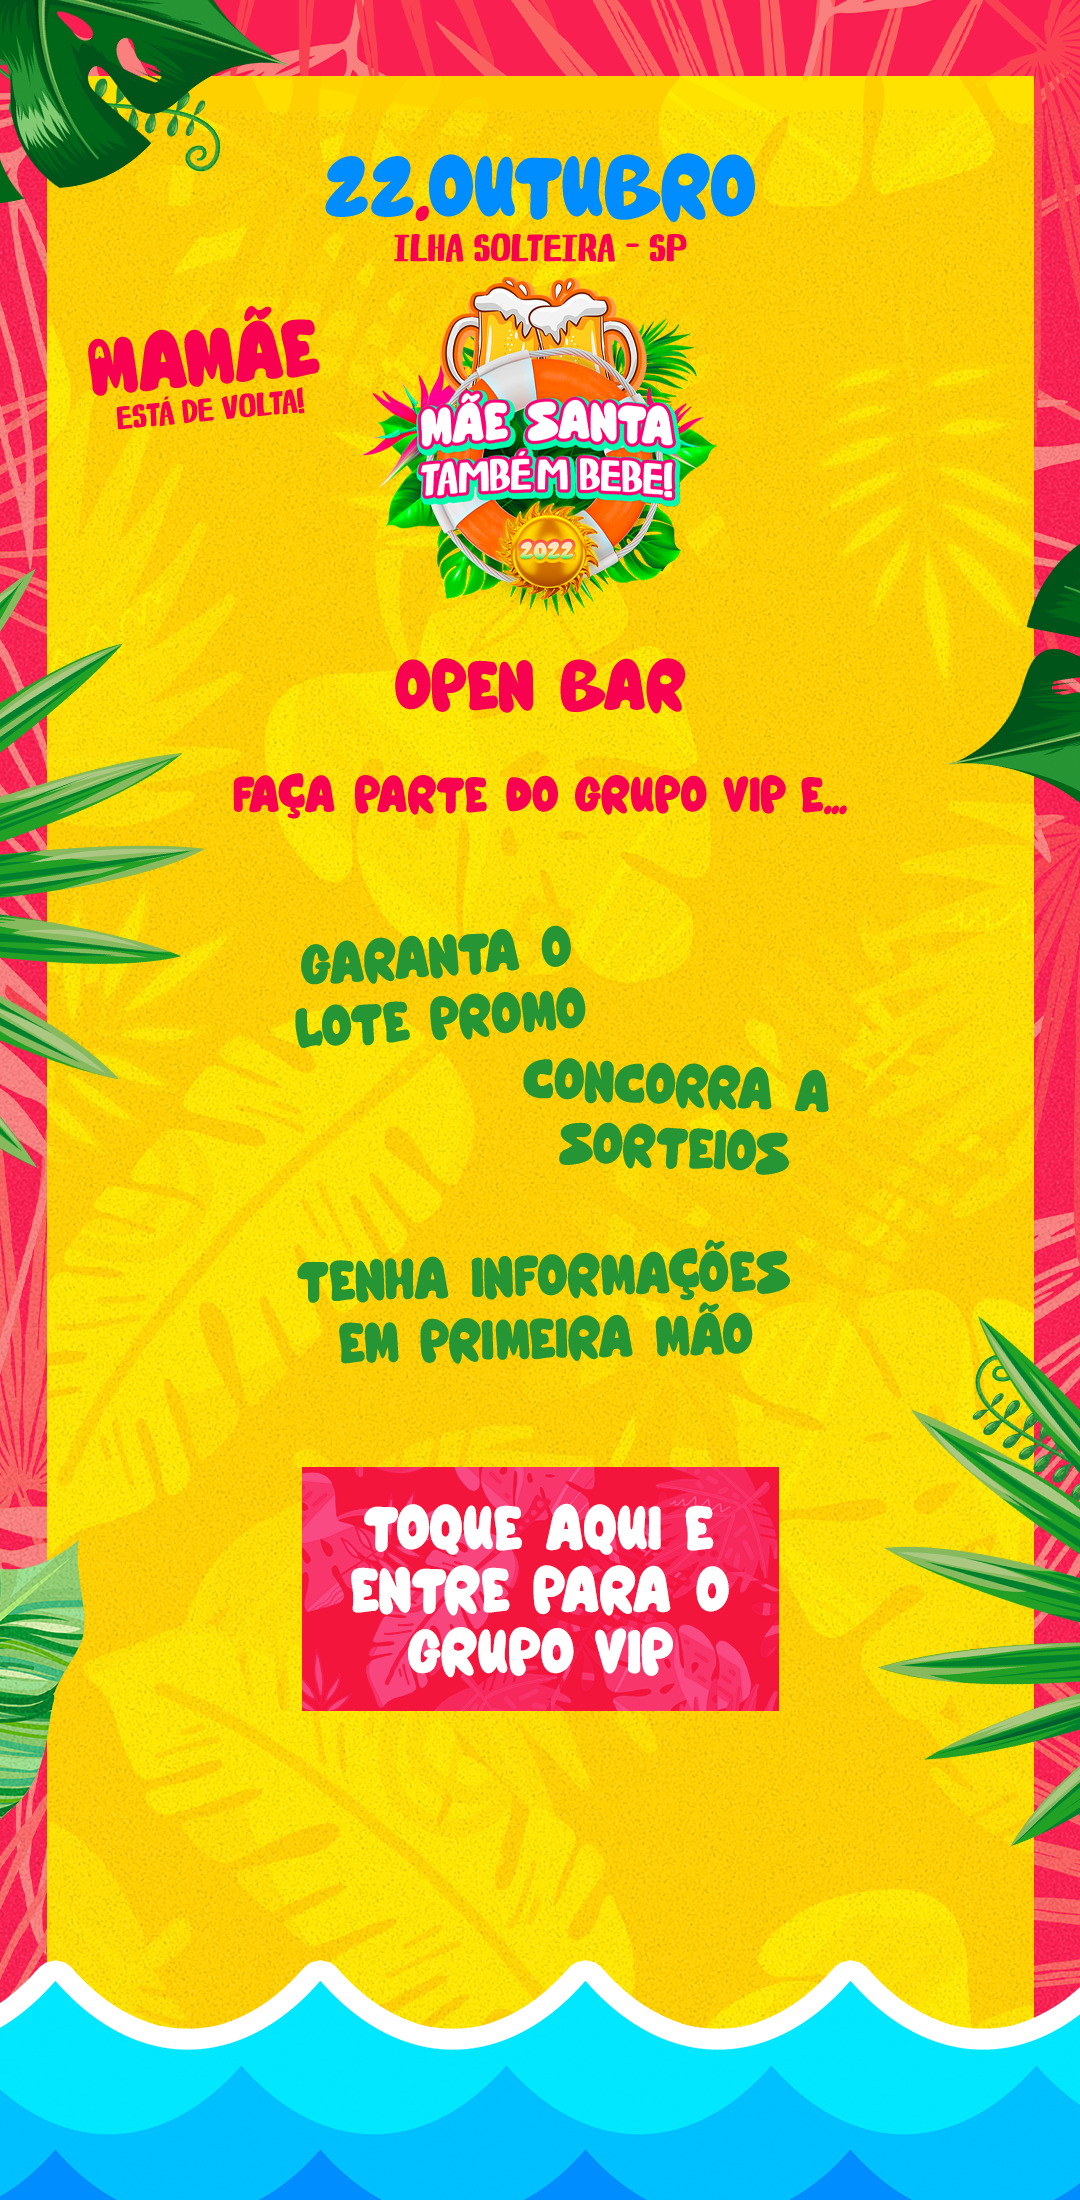 22.OUTUBRO
ILHA SOLTEIRA - SP
A MAMÃE
ESTÁ DE VOLTA!
MÃE SANTA
TAMBÉM BEBE!
2022
OPEN BAR
FAÇA PARTE DO GRUPO VIP E...
GARANTA O
LOTE PROMO
CONCORRA A
SORTEIOS
TENHA INFORMAÇÕES
EM PRIMEIRA MÃO
TOQUE AQUI E
ENTRE PARA O
GRUPO VIP